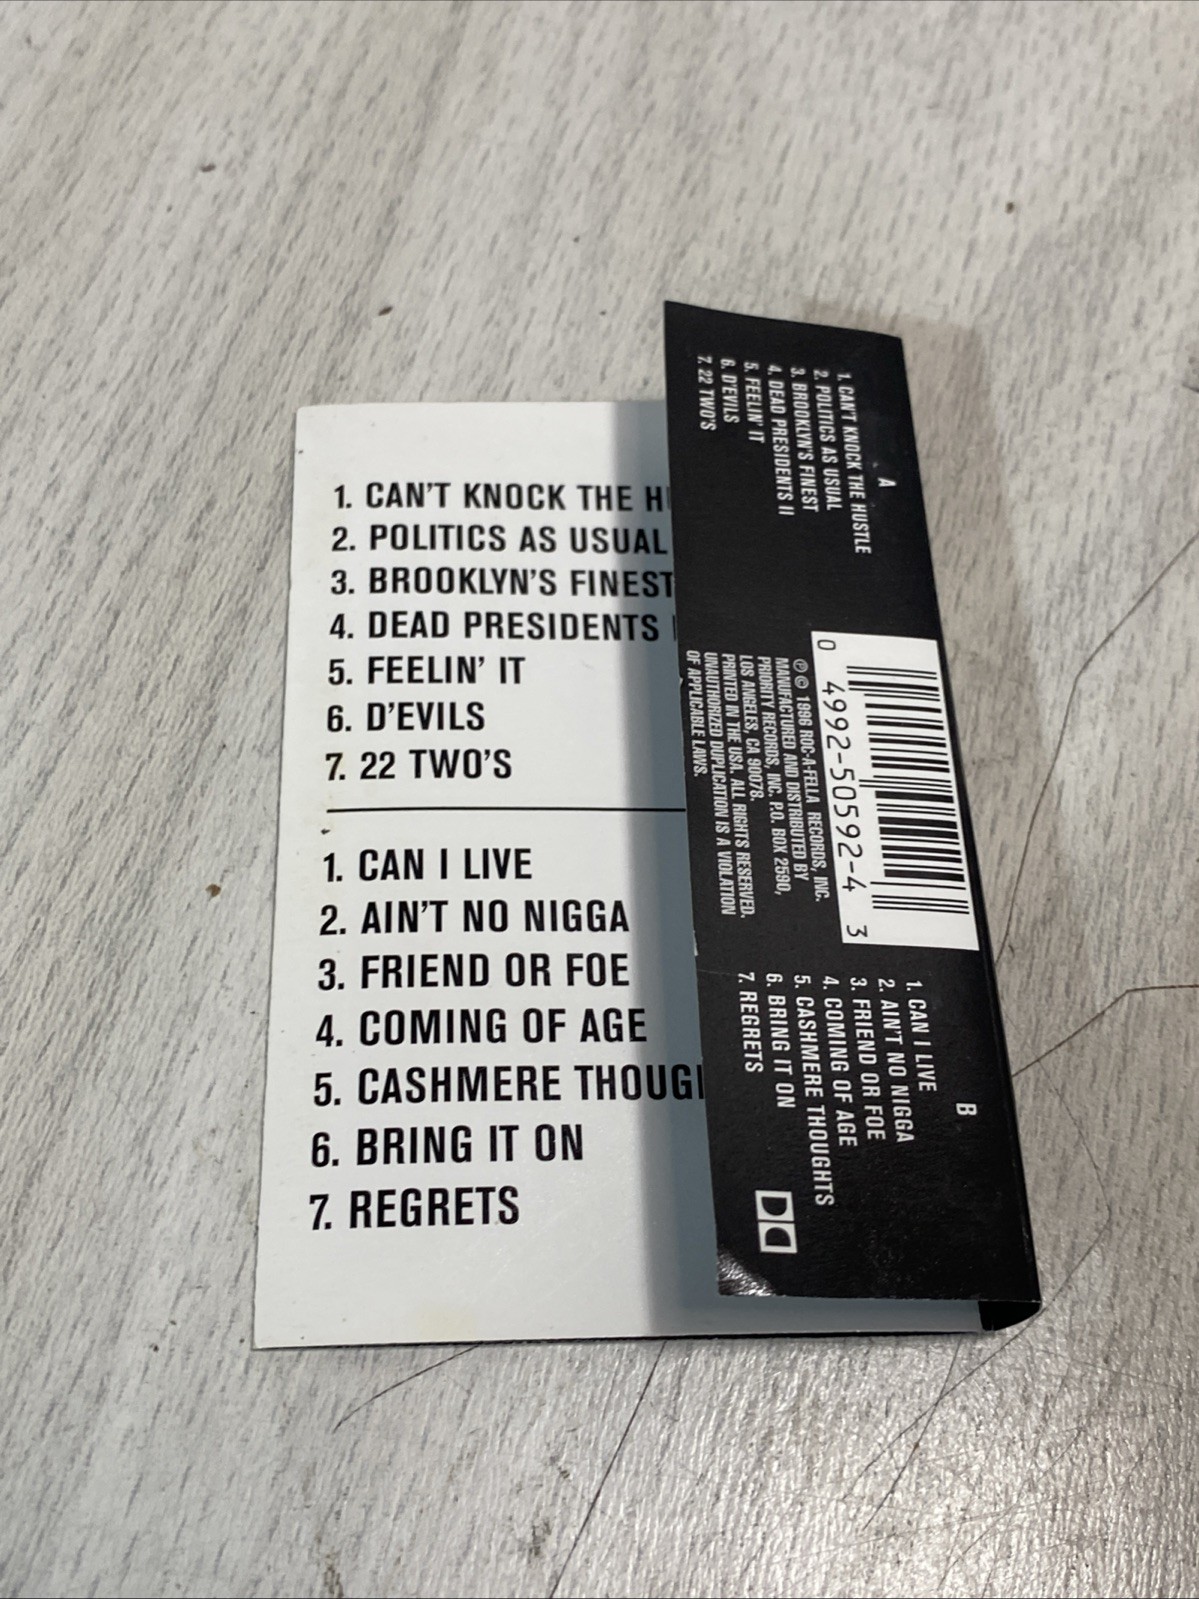 1. CAN'T KNOCK THE H
2. POLITICS AS USUAL
3. BROOKLYN'S FINEST
4. DEAD PRESIDENTS
5. FEELIN' IT
6. D'EVILS
7. 22 TWO'S
1. CAN I LIVE
2. AIN'T NO NIGGA
3. FRIEND OR FOE
4. COMING OF AGE
5. CASHMERE THOUG
6. BRING IT ON
7. REGRETS
A
1. CAN'T KNOCK THE HUSTLE
2. POLITICS AS USUAL
3. BROOKLYN'S FINEST
4. DEAD PRESIDENTS II
5. FEELIN' IT
6. D'EVILS
7. 22 TWO'S
0 4992-50592-4 3
℗ © 1996 ROC-A-FELLA RECORDS, INC.
MANUFACTURED AND DISTRIBUTED BY
PRIORITY RECORDS, INC. P.O. BOX 2590,
LOS ANGELES, CA 90078.
PRINTED IN THE USA. ALL RIGHTS RESERVED.
UNAUTHORIZED DUPLICATION IS A VIOLATION
OF APPLICABLE LAWS.
B
1. CAN I LIVE
2. AIN'T NO NIGGA
3. FRIEND OR FOE
4. COMING OF AGE
5. CASHMERE THOUGHTS
6. BRING IT ON
7. REGRETS